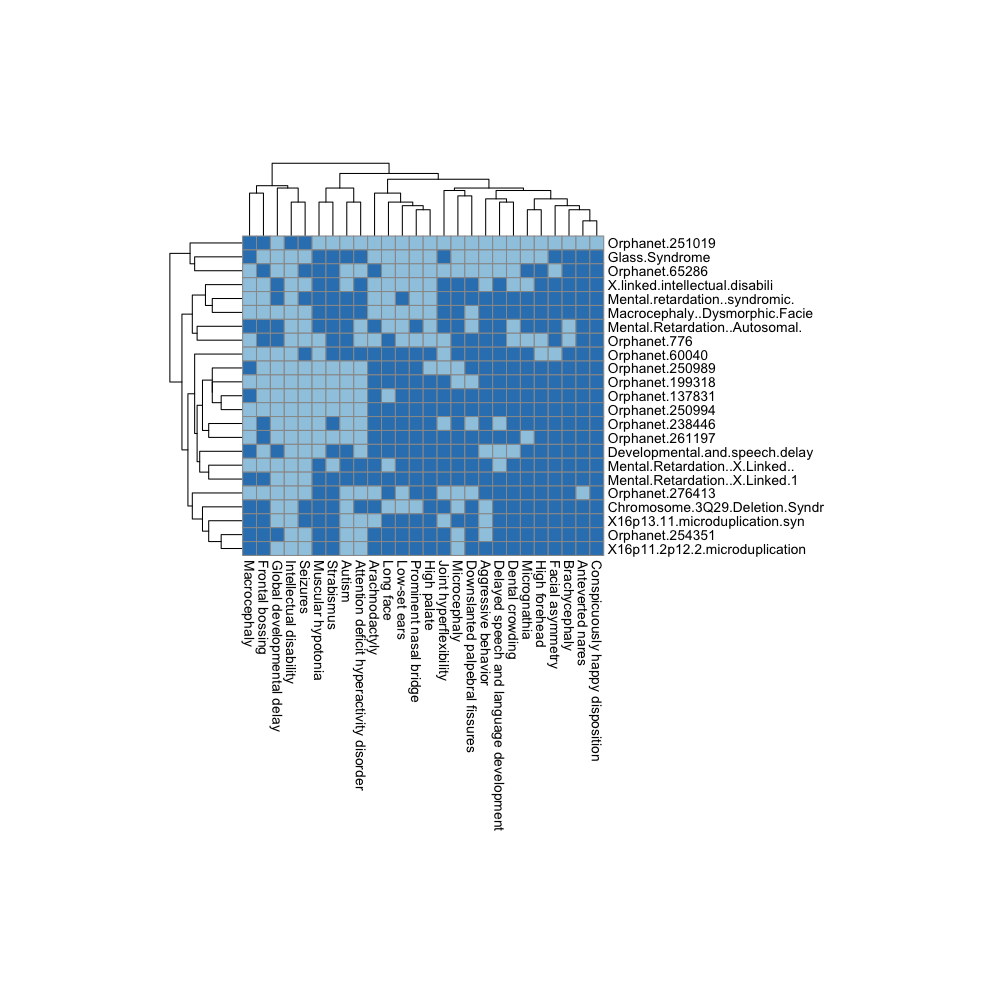 Orphanet.251019
Glass.Syndrome
Orphanet.65286
X.linked.intellectual.disabili
Mental.retardation..syndromic.
Macrocephaly..Dysmorphic.Facie
Mental.Retardation..Autosomal.
Orphanet.776
Orphanet.60040
Orphanet.250989
Orphanet.199318
Orphanet.137831
Orphanet.250994
Orphanet.238446
Orphanet.261197
Developmental.and.speech.delay
Mental.Retardation..X.Linked..
Mental.Retardation..X.Linked.1
Orphanet.276413
Chromosome.3Q29.Deletion.Syndr
X16p13.11.microduplication.syn
Orphanet.254351
X16p11.2p12.2.microduplication
Macrocephaly
Frontal bossing
Global developmental delay
Intellectual disability
Seizures
Muscular hypotonia
Strabismus
Autism
Attention deficit hyperactivity disorder
Arachnodactyly
Long face
Low-set ears
Prominent nasal bridge
High palate
Joint hyperflexibility
Microcephaly
Downslanted palpebral fissures
Aggressive behavior
Delayed speech and language development
Dental crowding
Micrognathia
High forehead
Facial asymmetry
Brachycephaly
Anteverted nares
Conspicuously happy disposition